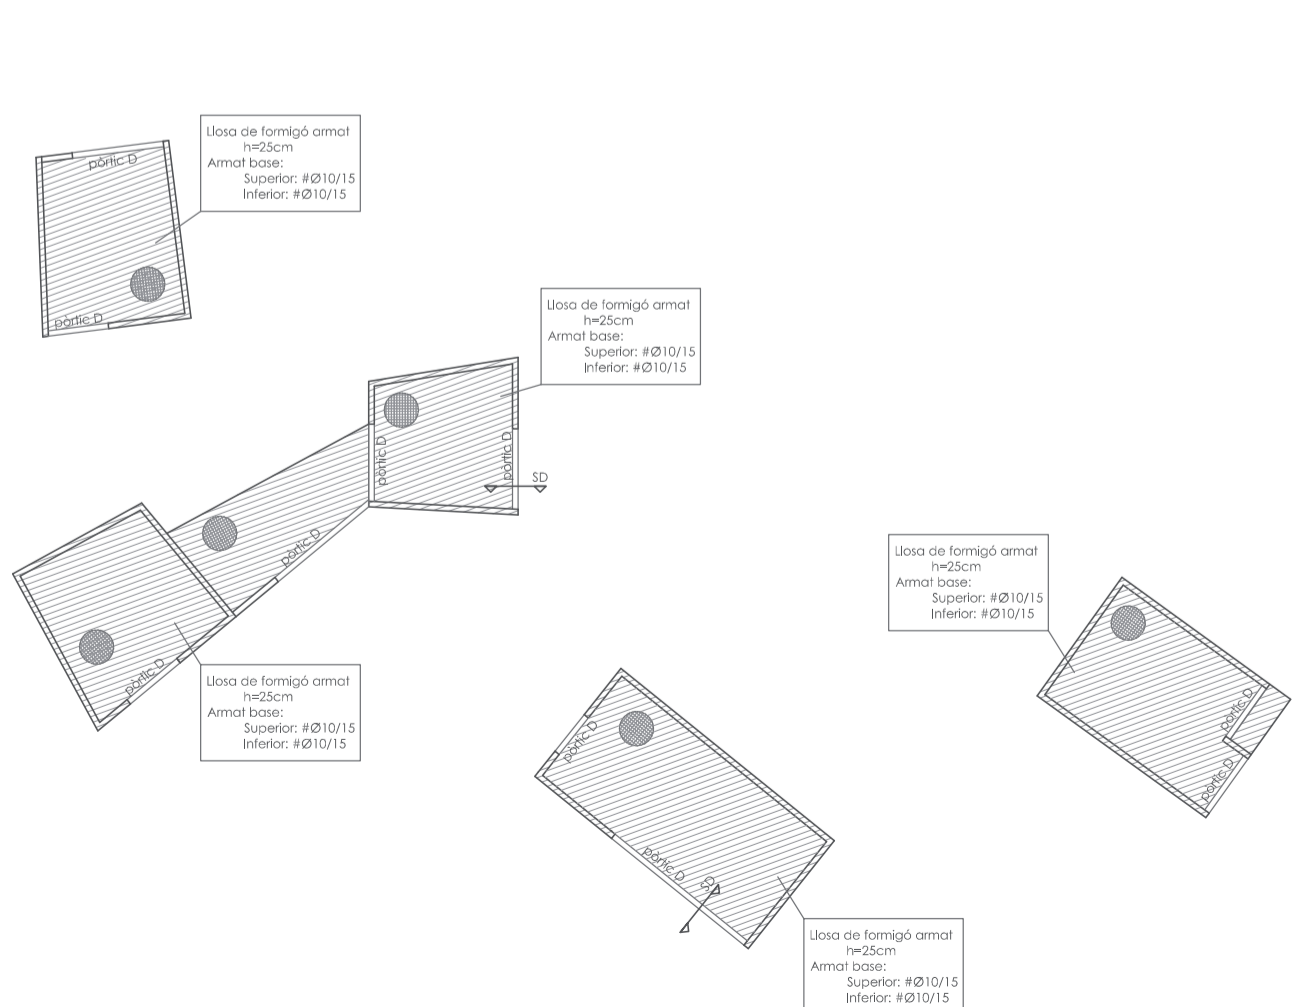 Llosa de formigó armat
h=25cm
Armat base:
Superior: #Ø10/15
Inferior: #Ø10/15
pòrtic D
pòrtic D
Llosa de formigó armat
h=25cm
Armat base:
Superior: #Ø10/15
Inferior: #Ø10/15
pòrtic D
pòrtic D
SD
pòrtic D
pòrtic D
Llosa de formigó armat
h=25cm
Armat base:
Superior: #Ø10/15
Inferior: #Ø10/15
Llosa de formigó armat
h=25cm
Armat base:
Superior: #Ø10/15
Inferior: #Ø10/15
pòrtic D
pòrtic D
pòrtic D
pòrtic D
SD
Llosa de formigó armat
h=25cm
Armat base:
Superior: #Ø10/15
Inferior: #Ø10/15